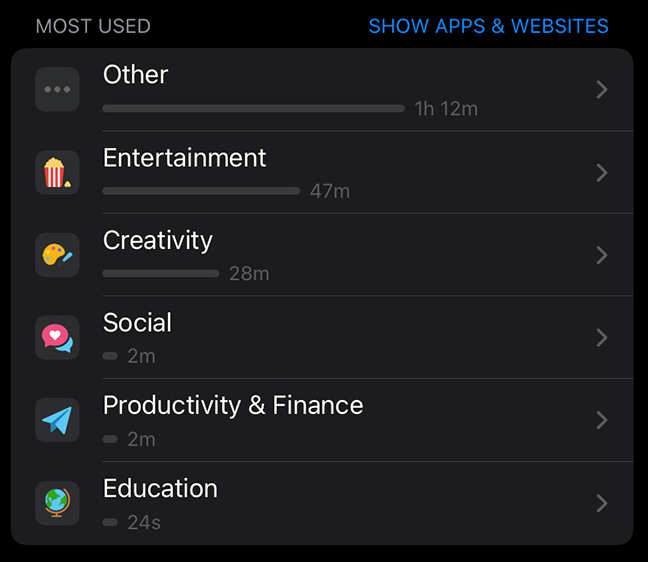 MOST USED
SHOW APPS & WEBSITES
Other
1h 12m
Entertainment
47m
Creativity
28m
Social
2m
Productivity & Finance
2m
Education
24s